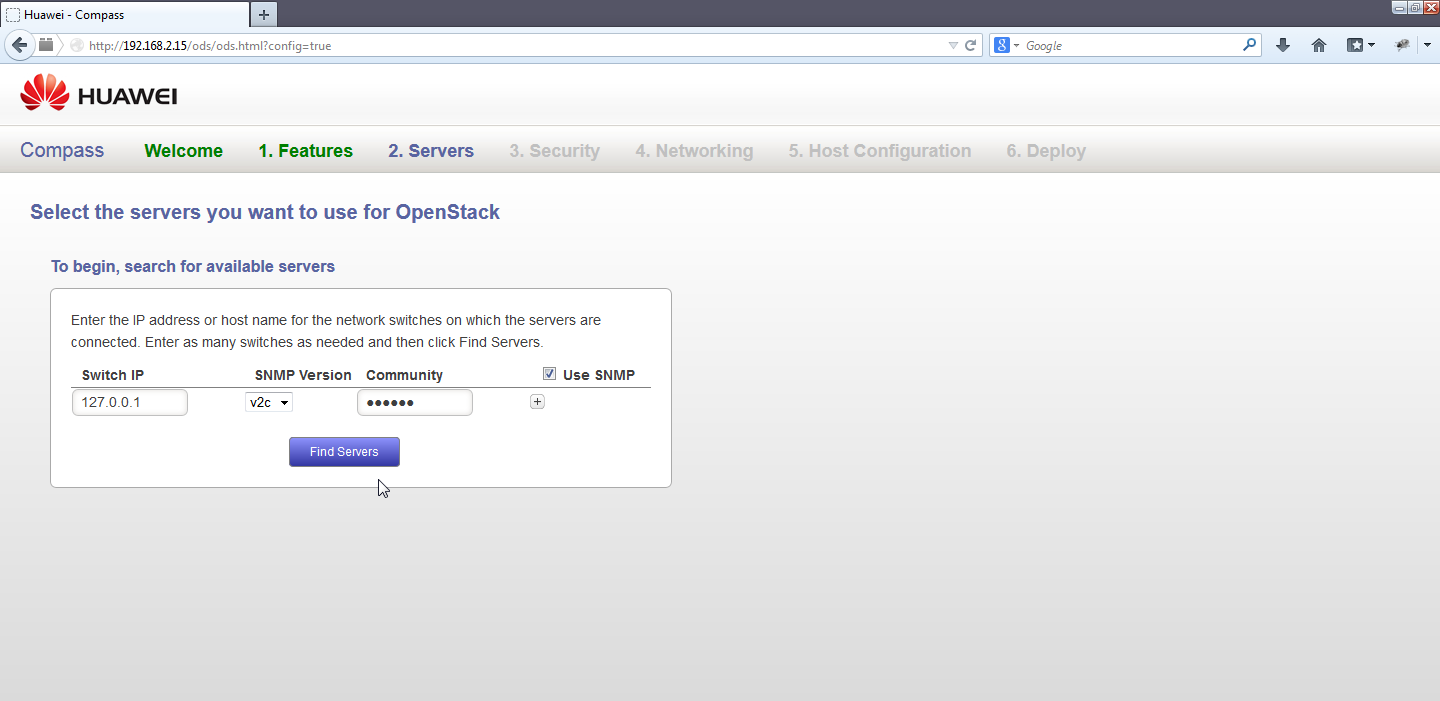 Huawei - Compass
http://192.168.2.15/ods/ods.html?config=true
Google
HUAWEI
Compass Welcome 1. Features 2. Servers 3. Security 4. Networking 5. Host Configuration 6. Deploy
Select the servers you want to use for OpenStack
To begin, search for available servers
Enter the IP address or host name for the network switches on which the servers are
connected. Enter as many switches as needed and then click Find Servers.
Switch IP SNMP Version Community Use SNMP
127.0.0.1 v2c ●●●●●●
Find Servers